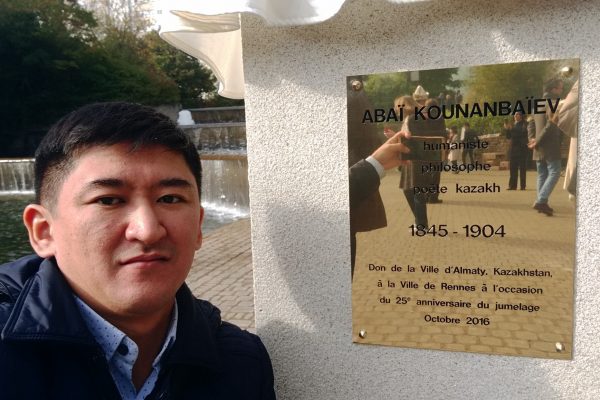 ABAÏ KOUNANBAÏEV
humaniste
philosophe
poète kazakh
1845 - 1904
Don de la Ville d'Almaty, Kazakhstan,
à la Ville de Rennes à l'occasion
du 25e anniversaire du jumelage
Octobre 2016